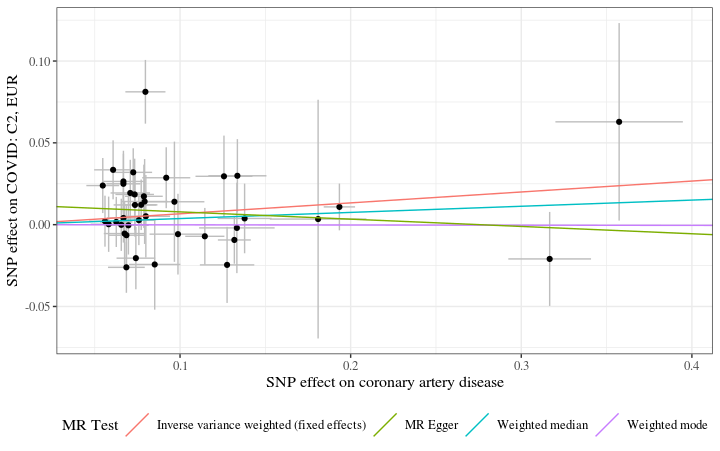 0.10
0.05
0.00
-0.05
SNP effect on COVID: C2, EUR
0.1 0.2 0.3 0.4
SNP effect on coronary artery disease
MR Test Inverse variance weighted (fixed effects) MR Egger Weighted median Weighted mode